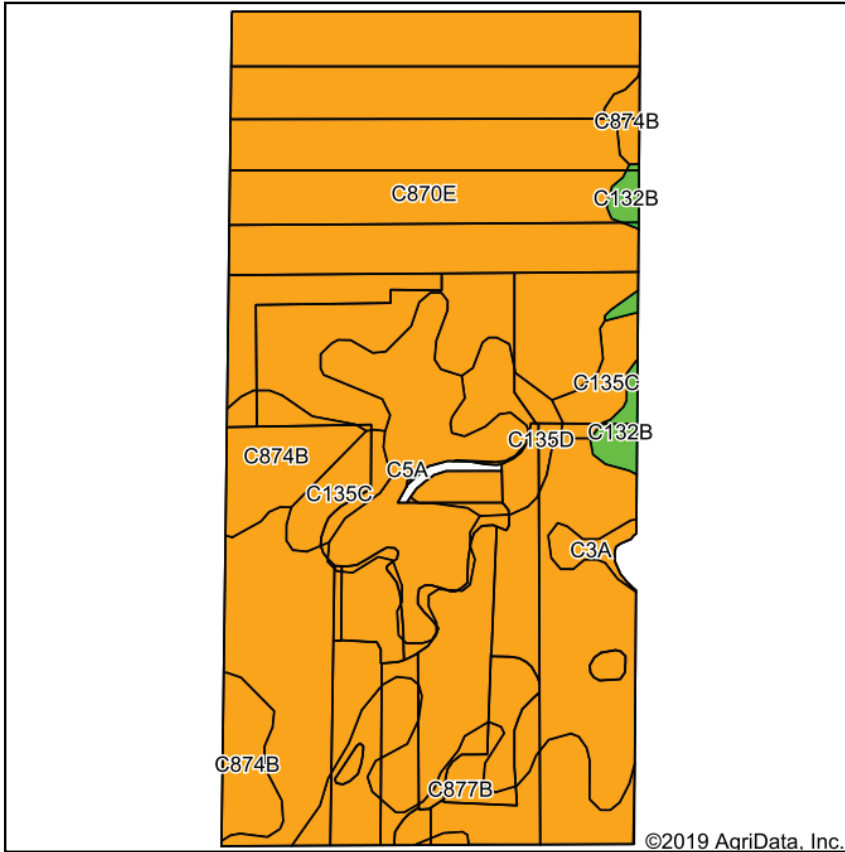 C874B
C870E
C132B
C135C
C132B
C135D
C874B
C5A
C135C
C3A
C874B
C877B
©2019 AgriData, Inc.